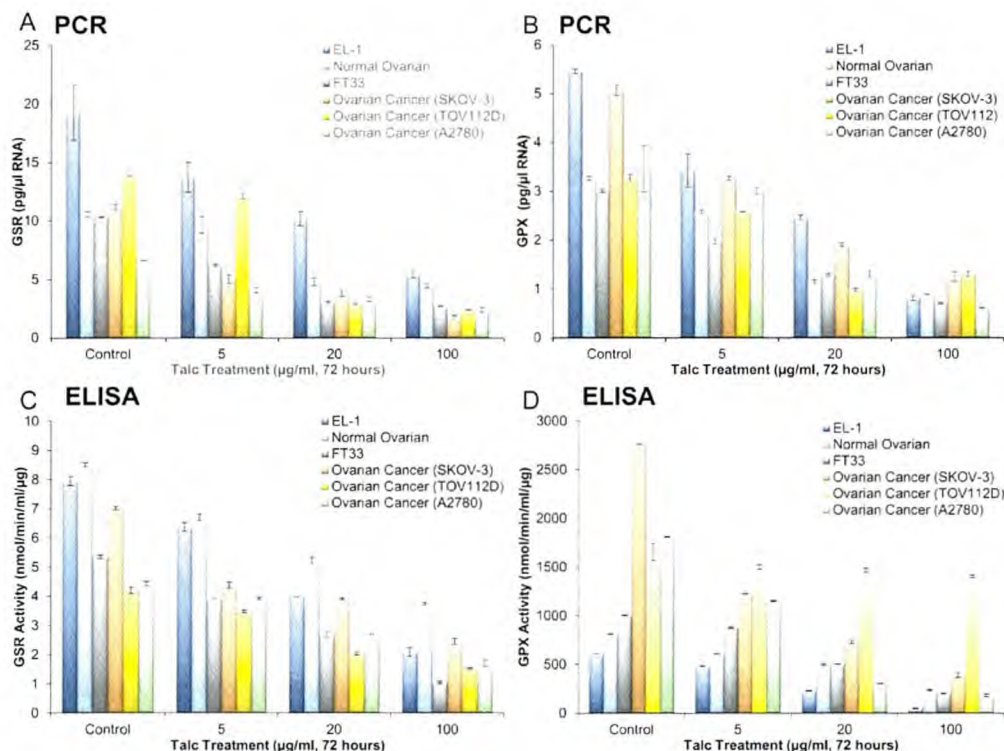 A PCR
25
20
15
10
5
0
GSR (pg/µl RNA)
EL-1
Normal Ovarian
FT33
Ovarian Cancer (SKOV-3)
Ovarian Cancer (TOV112D)
Ovarian Cancer (A2780)
Control 5 20 100
Talc Treatment (µg/ml, 72 hours)
B PCR
6
5
4
3
2
1
0
GPX (pg/µl RNA)
EL-1
Normal Ovarian
FT33
Ovarian Cancer (SKOV-3)
Ovarian Cancer (TOV112)
Ovarian Cancer (A2780)
Control 5 20 100
Talc Treatment (µg/ml, 72 hours)
C ELISA
10
9
8
7
6
5
4
3
2
1
0
GSR Activity (nmol/min/ml/µg)
EL-1
Normal Ovarian
FT33
Ovarian Cancer (SKOV-3)
Ovarian Cancer (TOV112D)
Ovarian Cancer (A2780)
Control 5 20 100
Talc Treatment (µg/ml, 72 hours)
D ELISA
3000
2500
2000
1500
1000
500
0
GPX Activity (nmol/min/ml/µg)
EL-1
Normal Ovarian
FT33
Ovarian Cancer (SKOV-3)
Ovarian Cancer (TOV112D)
Ovarian Cancer (A2780)
Control 5 20 100
Talc Treatment (µg/ml, 72 hours)